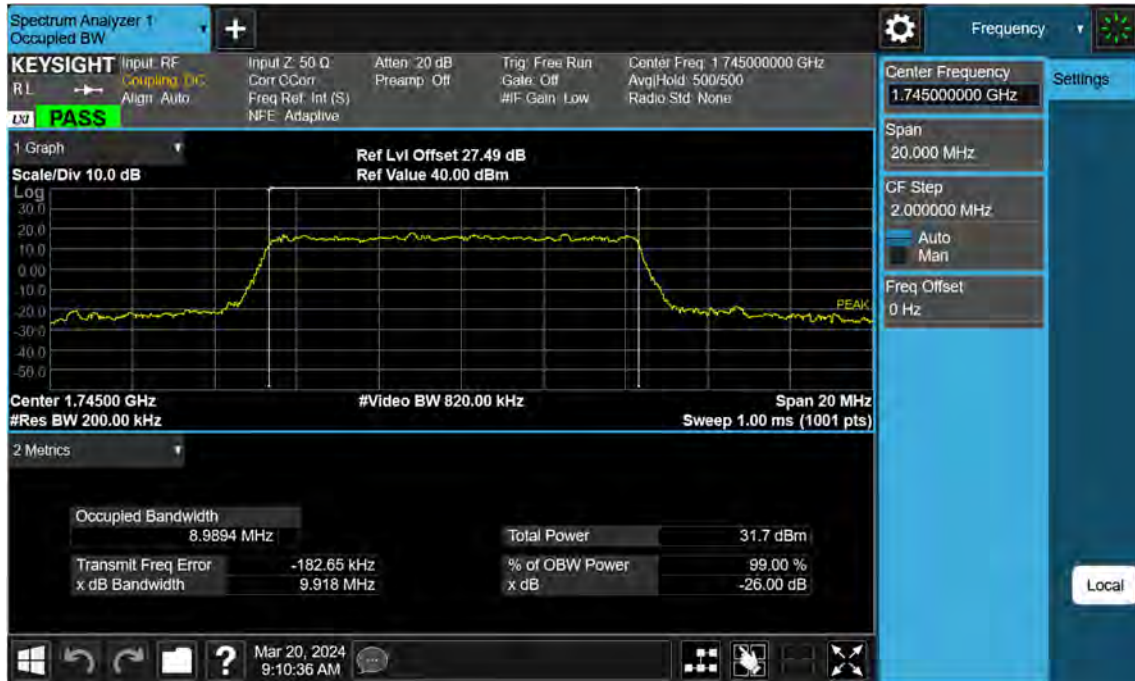 Spectrum Analyzer 1
Occupied BW
Frequency
KEYSIGHT
Input: RF
Coupling: DC
Align: Auto
Input Z: 50 Ω
Corr CCorr
Freq Ref: Int (S)
NFE: Adaptive
Atten: 20 dB
Preamp: Off
Trig: Free Run
Gate: Off
#IF Gain: Low
Center Freq: 1.745000000 GHz
Avg|Hold: 500/500
Radio Std: None
R L
LXI
PASS
Center Frequency
1.745000000 GHz
Settings
Span
20.000 MHz
CF Step
2.000000 MHz
Auto
Man
Freq Offset
0 Hz
1 Graph
Scale/Div 10.0 dB
Ref Lvl Offset 27.49 dB
Ref Value 40.00 dBm
Log
30.0
20.0
10.0
0.00
-10.0
-20.0
-30.0
-40.0
-50.0
PEAK
Center 1.74500 GHz
#Video BW 820.00 kHz
Span 20 MHz
#Res BW 200.00 kHz
Sweep 1.00 ms (1001 pts)
2 Metrics
Occupied Bandwidth
8.9894 MHz
Total Power
31.7 dBm
Transmit Freq Error
-182.65 kHz
% of OBW Power
99.00 %
x dB Bandwidth
9.918 MHz
x dB
-26.00 dB
Local
?
Mar 20, 2024
9:10:36 AM